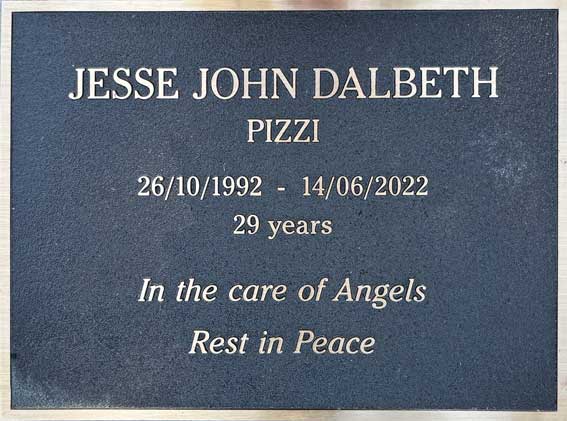 JESSE JOHN DALBETH
PIZZI
26/10/1992 - 14/06/2022
29 years
In the care of Angels
Rest in Peace